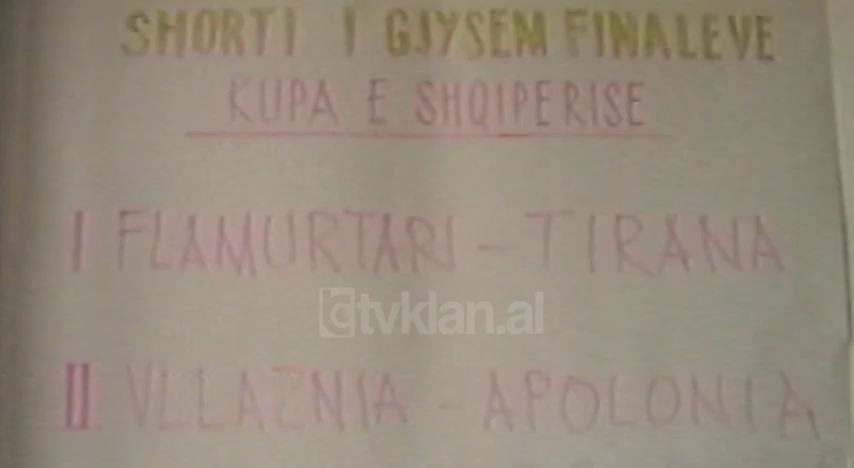 SHORTI I GJYSEM FINALEVE
KUPA E SHQIPERISE
I FLAMURTARI - TIRANA
tvklan.al
II VLLAZNIA - APOLONIA